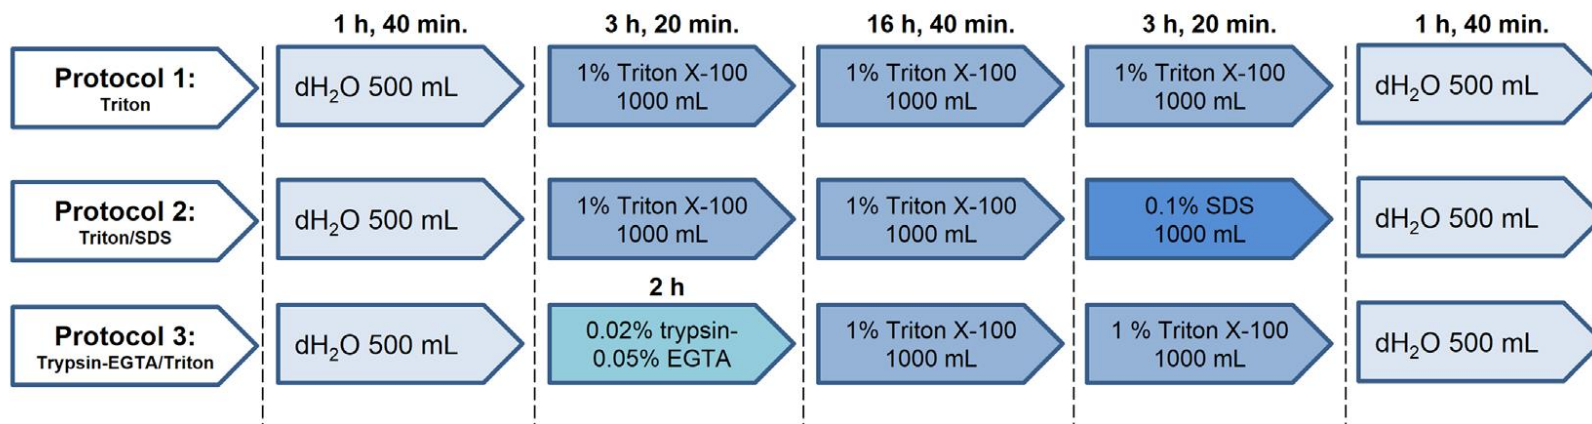 1 h, 40 min.
3 h, 20 min.
16 h, 40 min.
3 h, 20 min.
1 h, 40 min.
Protocol 1:
Triton
dH₂O 500 mL
1% Triton X-100
1000 mL
1% Triton X-100
1000 mL
1% Triton X-100
1000 mL
dH₂O 500 mL
Protocol 2:
Triton/SDS
dH₂O 500 mL
1% Triton X-100
1000 mL
1% Triton X-100
1000 mL
0.1% SDS
1000 mL
dH₂O 500 mL
2 h
Protocol 3:
Trypsin-EGTA/Triton
dH₂O 500 mL
0.02% trypsin-
0.05% EGTA
1% Triton X-100
1000 mL
1 % Triton X-100
1000 mL
dH₂O 500 mL